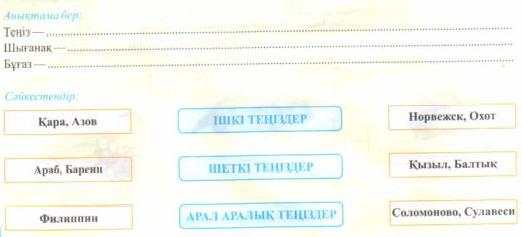 Анықтама бер:
Теңіз —
Шығанақ —
Бұғаз —
Сәйкестендір:
Қара, Азов
ІШКІ ТЕҢІЗДЕР
Норвежск, Охот
Араб, Баренц
ШЕТКІ ТЕҢІЗДЕР
Қызыл, Балтық
Филиппин
АРАЛ АРАЛЫҚ ТЕҢІЗДЕР
Соломоново, Сулавеси